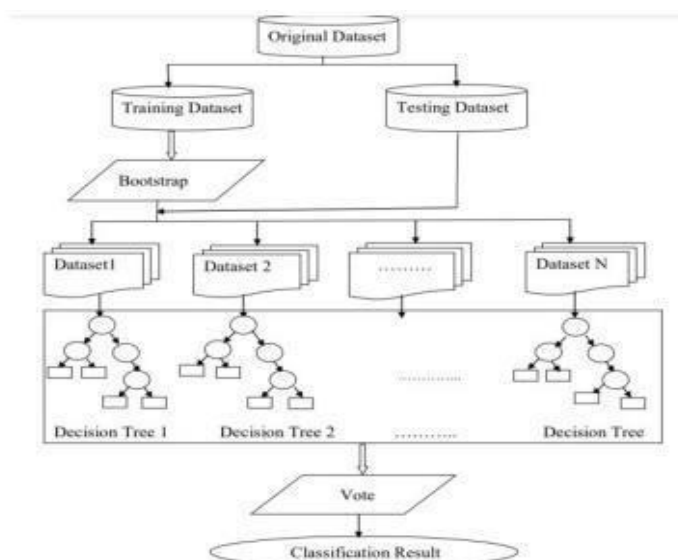 Original Dataset
Training Dataset
Testing Dataset
Bootstrap
Dataset1
Dataset 2
.........
Dataset N
............
Decision Tree 1
Decision Tree 2
...........
Decision Tree
Vote
Classification Result